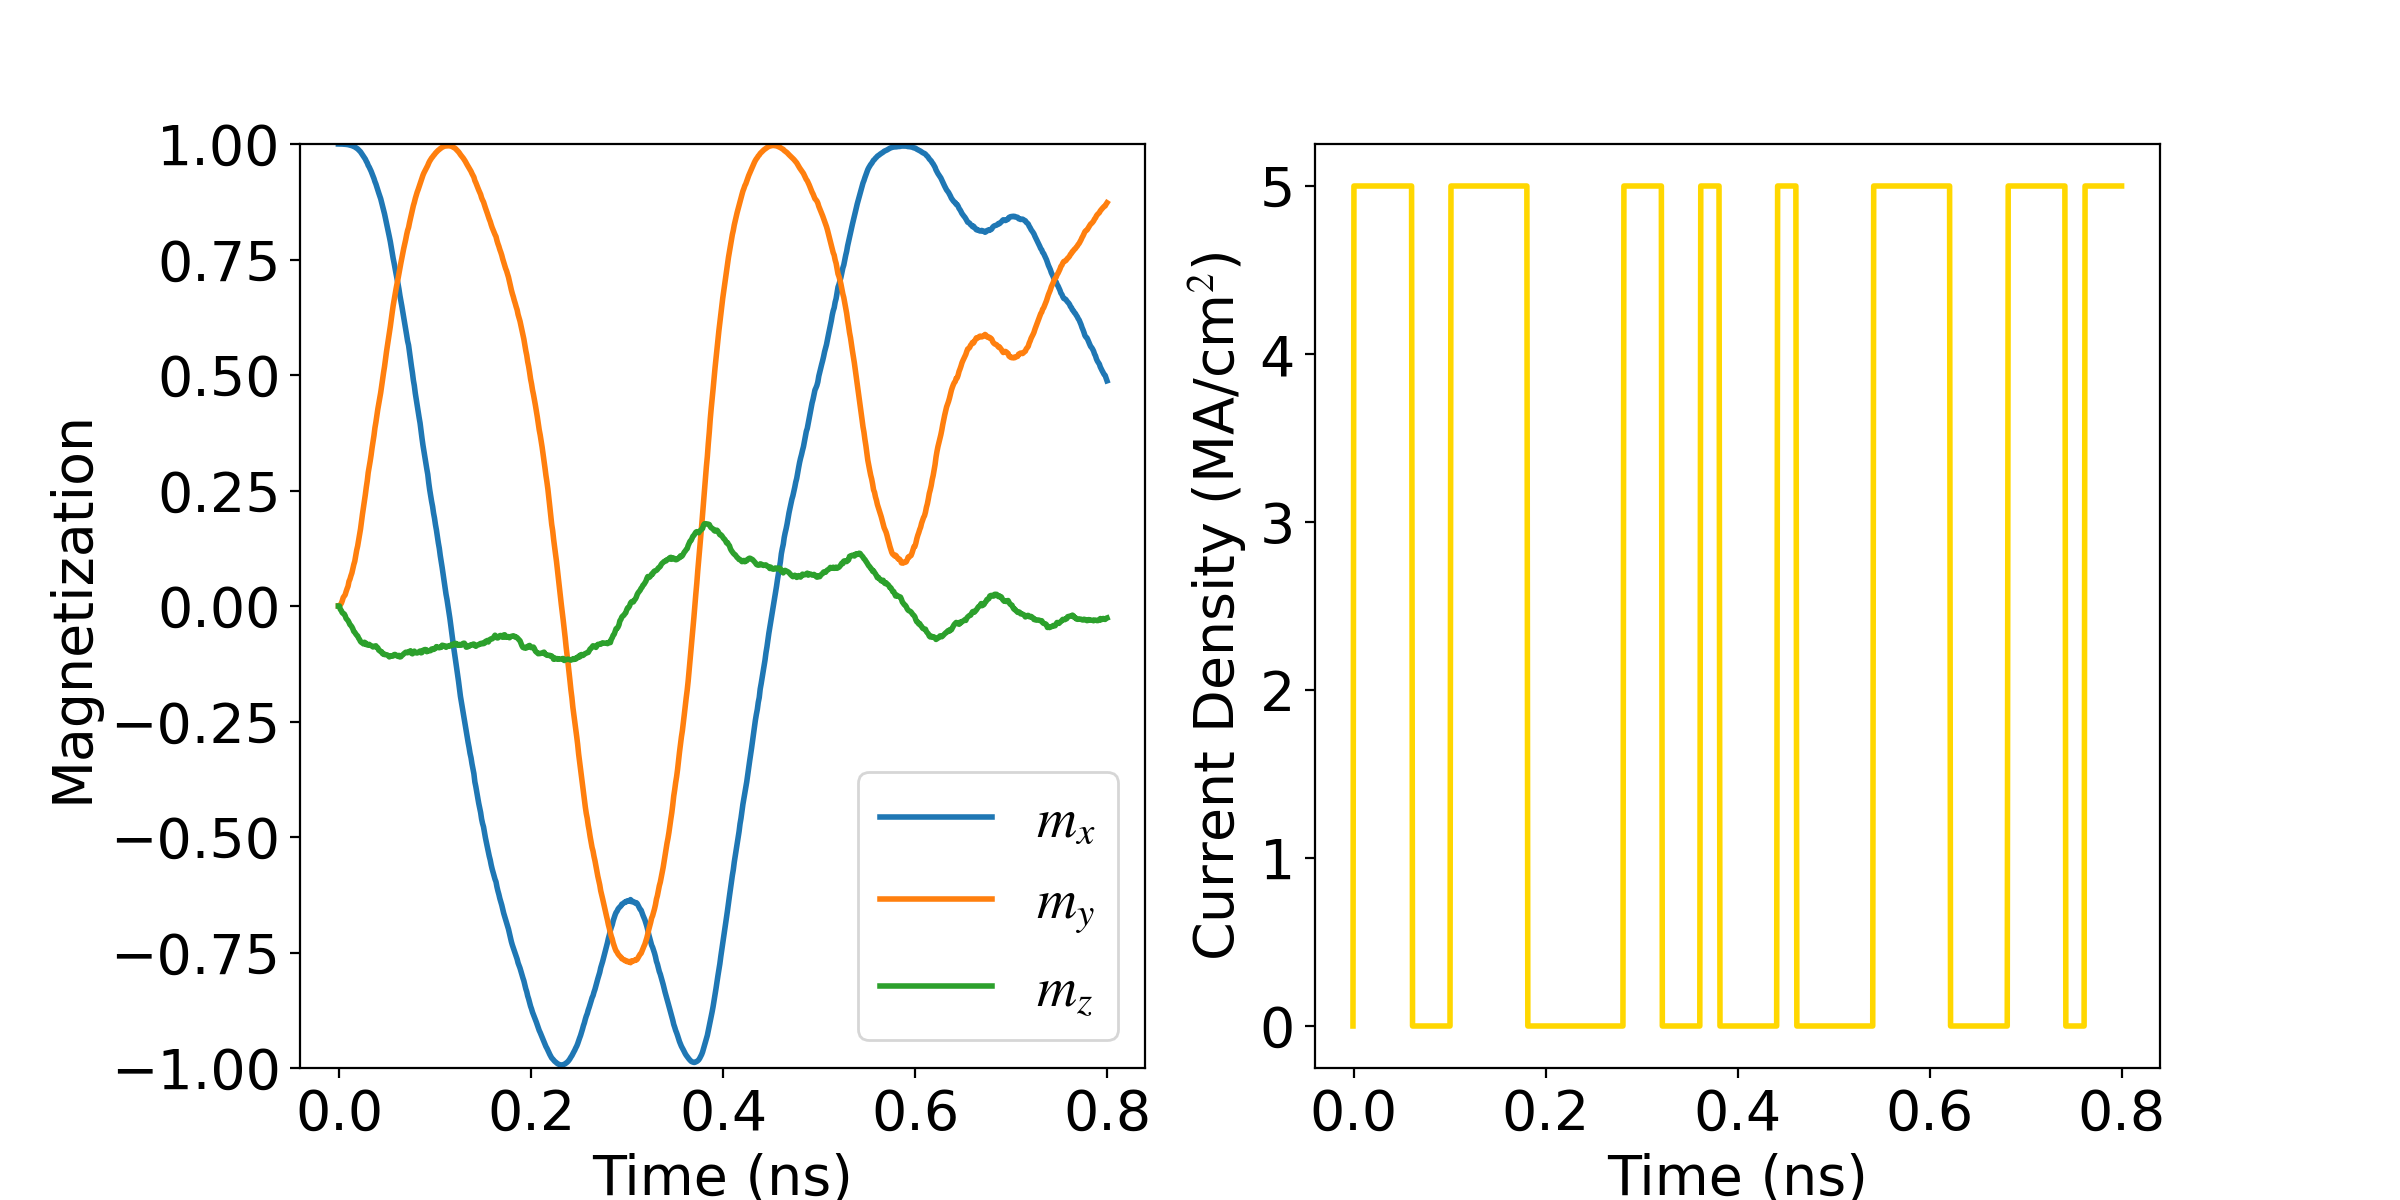 1.00
0.75
0.50
0.25
0.00
−0.25
−0.50
−0.75
−1.00
Magnetization
0.0 0.2 0.4 0.6 0.8
Time (ns)
m_x
m_y
m_z
5
4
3
2
1
0
Current Density (MA/cm²)
0.0 0.2 0.4 0.6 0.8
Time (ns)